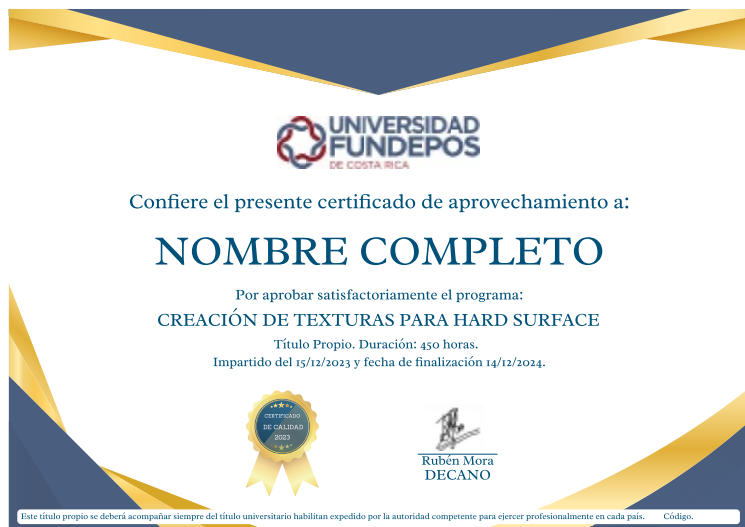 UNIVERSIDAD
FUNDEPOS
DE COSTA RICA
Confiere el presente certificado de aprovechamiento a:
NOMBRE COMPLETO
Por aprobar satisfactoriamente el programa:
CREACIÓN DE TEXTURAS PARA HARD SURFACE
Título Propio. Duración: 450 horas.
Impartido del 15/12/2023 y fecha de finalización 14/12/2024.
CERTIFICADO
DE CALIDAD
2023
Rubén Mora
DECANO
Este título propio se deberá acompañar siempre del título universitario habilitan expedido por la autoridad competente para ejercer profesionalmente en cada país. Código.